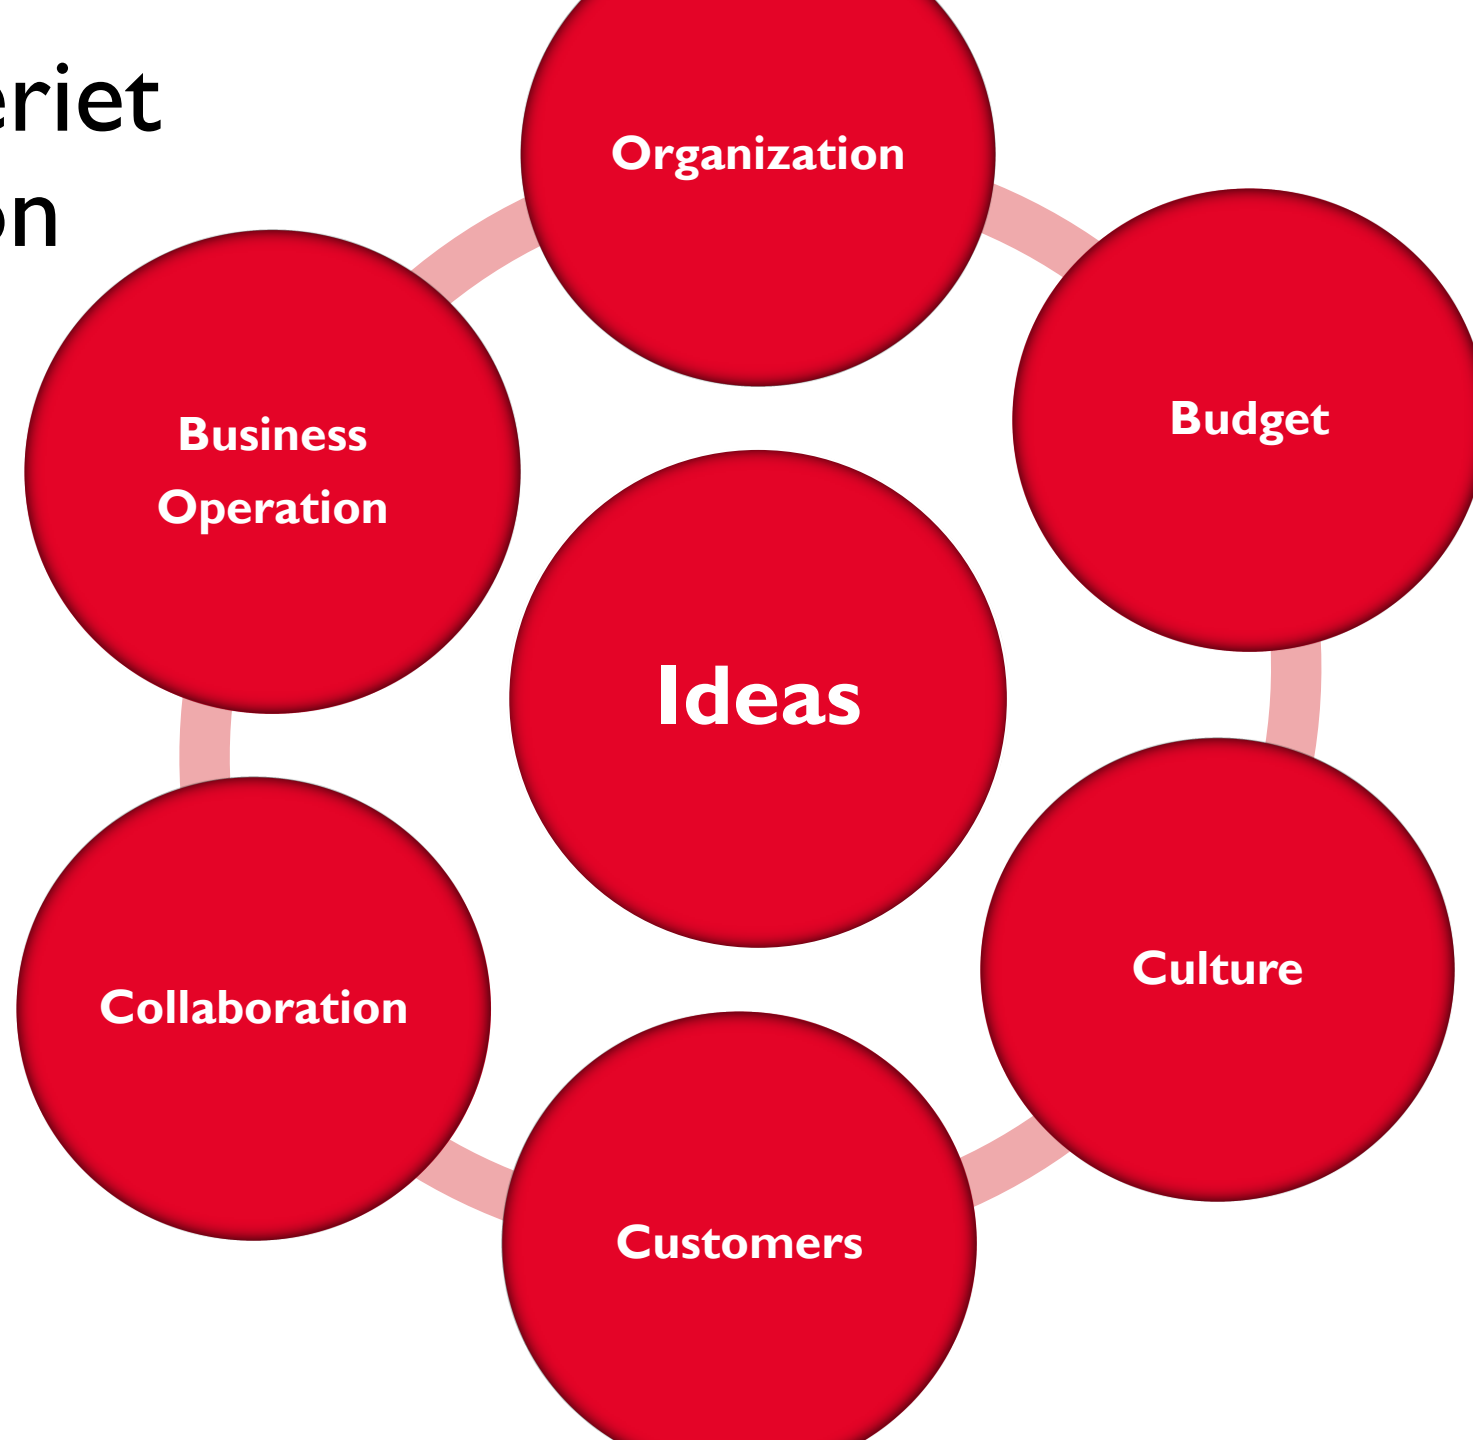 eriet
on
Organization
Budget
Business
Operation
Ideas
Culture
Collaboration
Customers